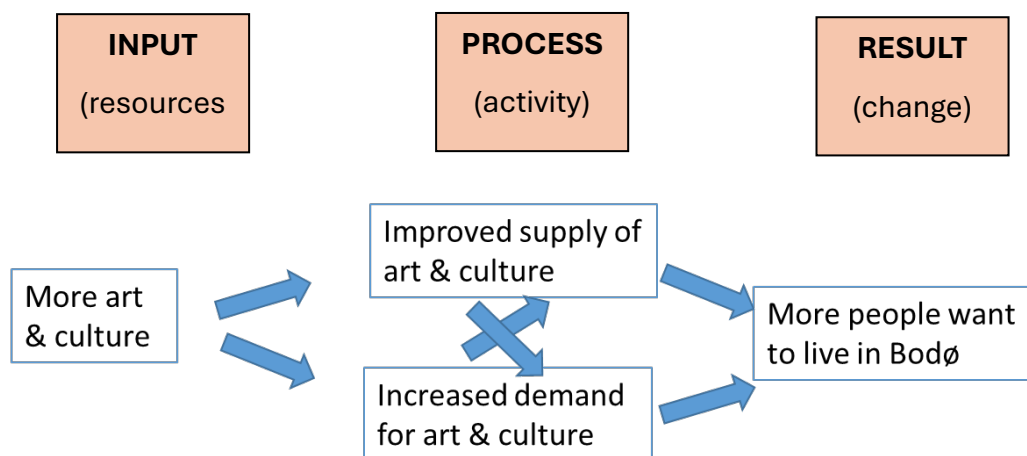 INPUT
(resources
PROCESS
(activity)
RESULT
(change)
More art
& culture
Improved supply of
art & culture
Increased demand
for art & culture
More people want
to live in Bodø